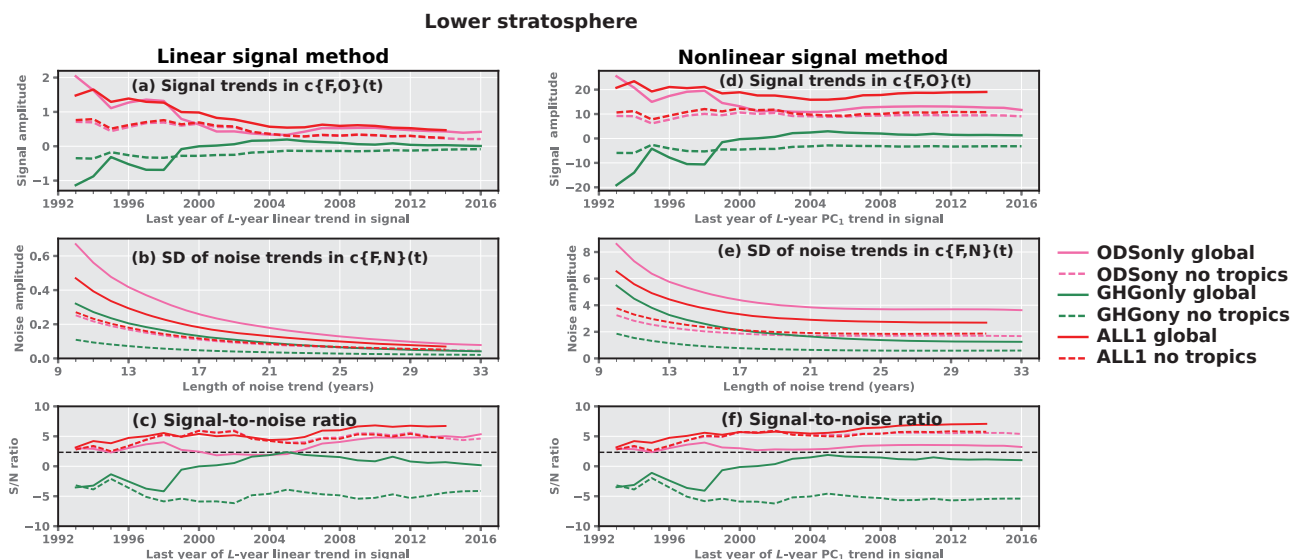 Lower stratosphere
Linear signal method
Nonlinear signal method
(a) Signal trends in c{F,O}(t)
Signal amplitude
2
1
0
−1
1992 1996 2000 2004 2008 2012 2016
Last year of L-year linear trend in signal
(d) Signal trends in c{F,O}(t)
Signal amplitude
20
10
0
−10
−20
1992 1996 2000 2004 2008 2012 2016
Last year of L-year PC1 trend in signal
(b) SD of noise trends in c{F,N}(t)
Noise amplitude
0.6
0.4
0.2
0.0
9 13 17 21 25 29 33
Length of noise trend (years)
(e) SD of noise trends in c{F,N}(t)
Noise amplitude
8
6
4
2
0
9 13 17 21 25 29 33
Length of noise trend (years)
ODSonly global
ODSony no tropics
GHGonly global
GHGony no tropics
ALL1 global
ALL1 no tropics
(c) Signal-to-noise ratio
S/N ratio
10
5
0
−5
−10
1992 1996 2000 2004 2008 2012 2016
Last year of L-year linear trend in signal
(f) Signal-to-noise ratio
S/N ratio
10
5
0
−5
−10
1992 1996 2000 2004 2008 2012 2016
Last year of L-year PC1 trend in signal